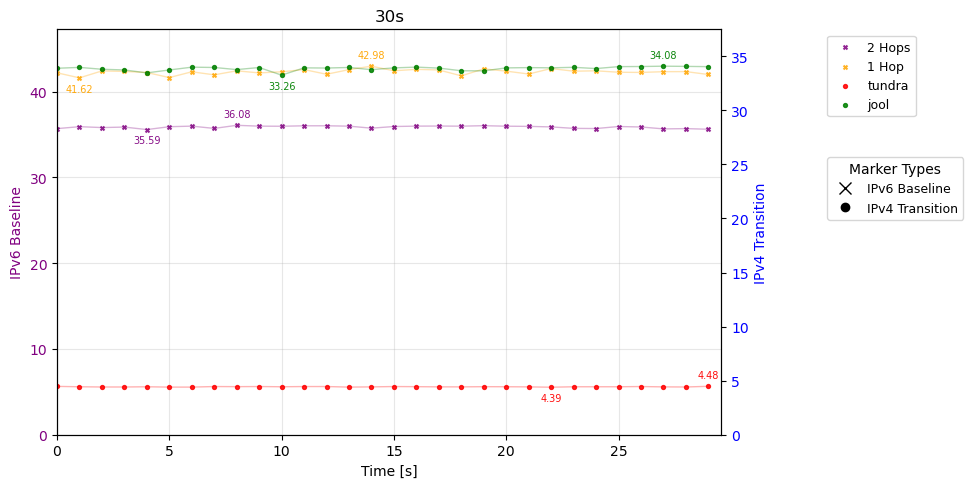 30s
42.98
34.08
41.62
33.26
36.08
35.59
4.48
4.39
40
30
20
10
0
IPv6 Baseline
35
30
25
20
15
10
5
0
IPv4 Transition
0 5 10 15 20 25
Time [s]
2 Hops
1 Hop
tundra
jool
Marker Types
IPv6 Baseline
IPv4 Transition